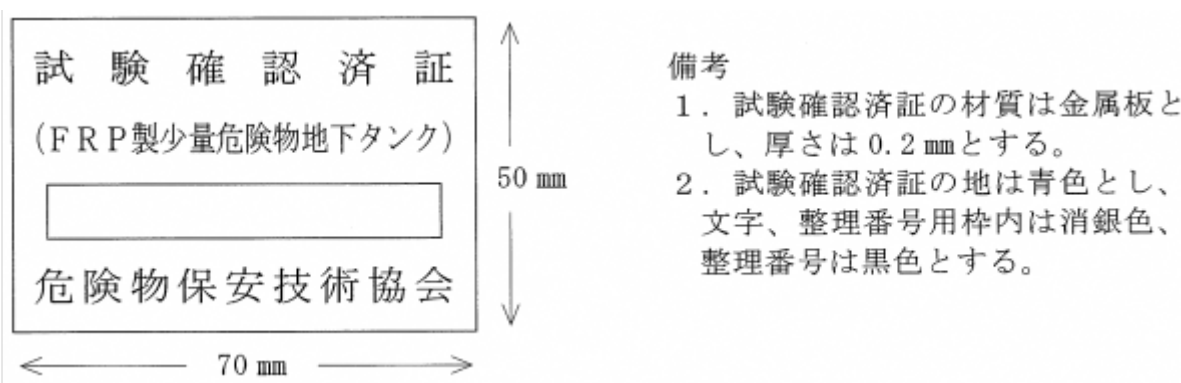 試験確認済証
(FRP製少量危険物地下タンク)
危険物保安技術協会
50㎜
70㎜
備考
1．試験確認済証の材質は金属板と
し、厚さは0.2㎜とする。
2．試験確認済証の地は青色とし、
文字、整理番号用枠内は消銀色、
整理番号は黒色とする。